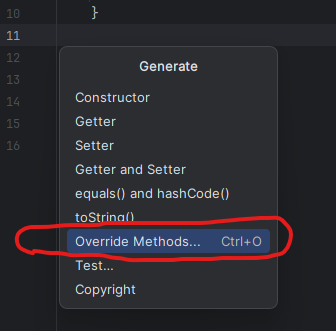 10 }
11
12 Generate
13
14 Constructor
15 Getter
16 Setter
Getter and Setter
equals() and hashCode()
toString()
Override Methods... Ctrl+O
Test...
Copyright